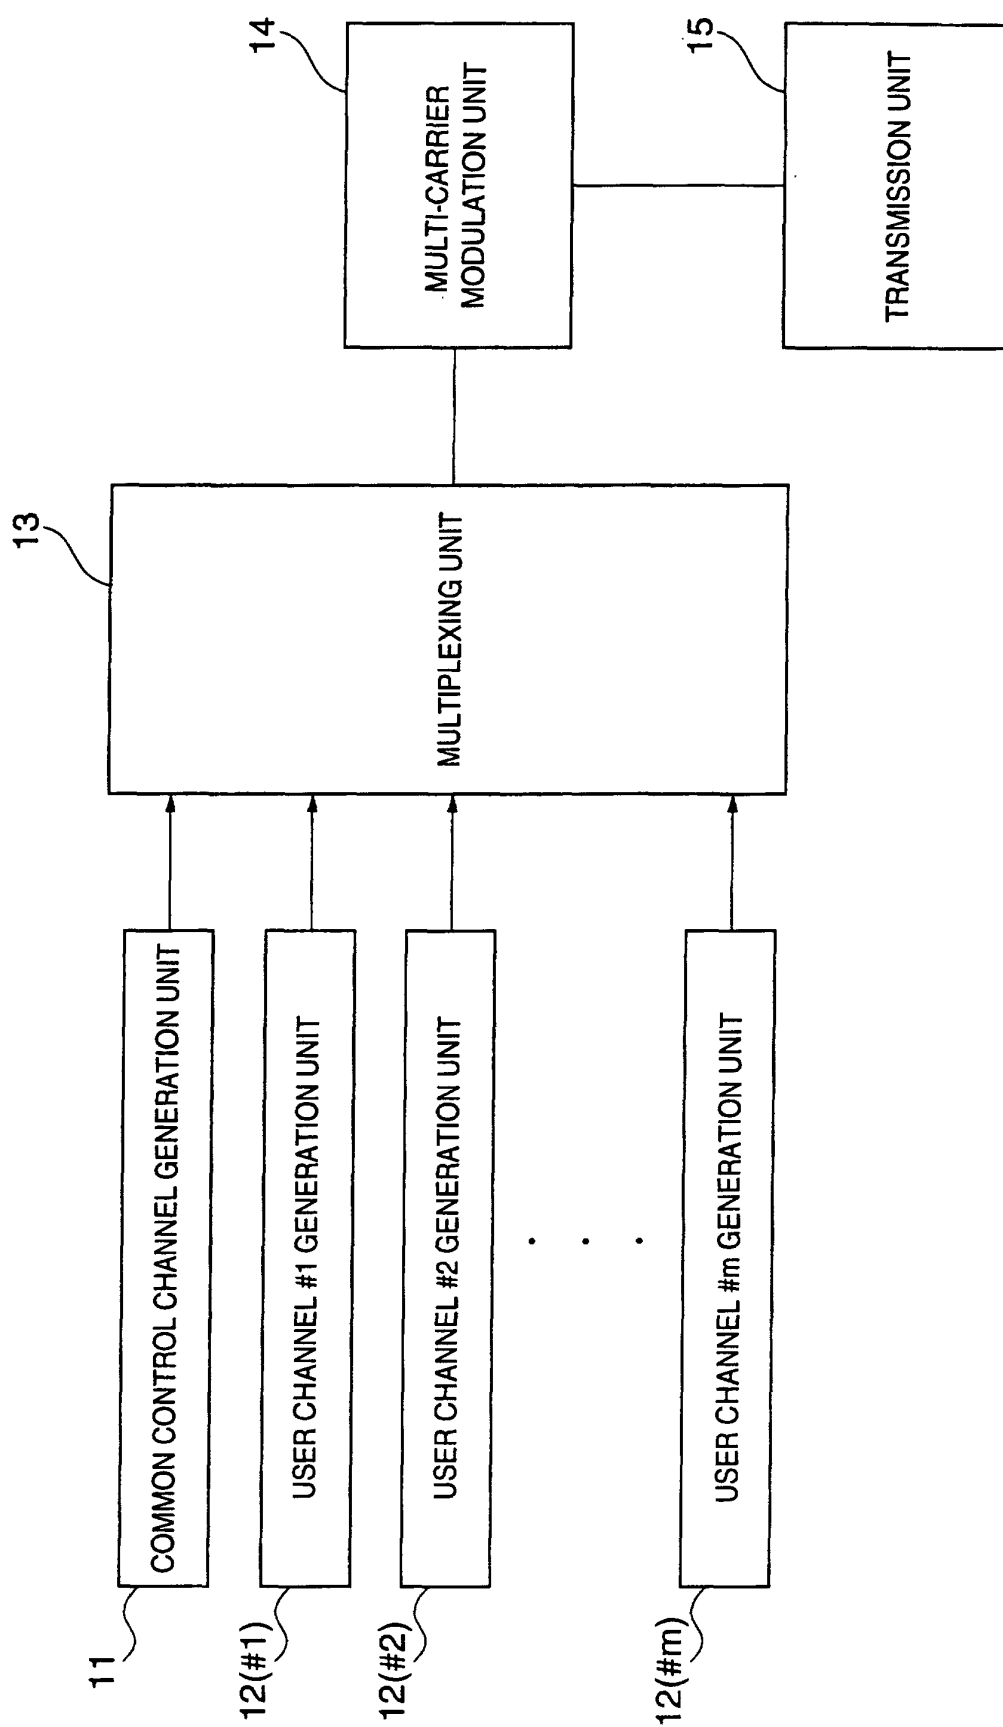 11
COMMON CONTROL CHANNEL GENERATION UNIT
12(#1)
USER CHANNEL #1 GENERATION UNIT
12(#2)
USER CHANNEL #2 GENERATION UNIT
12(#m)
USER CHANNEL #m GENERATION UNIT
13
MULTIPLEXING UNIT
14
MULTI-CARRIER
MODULATION UNIT
15
TRANSMISSION UNIT